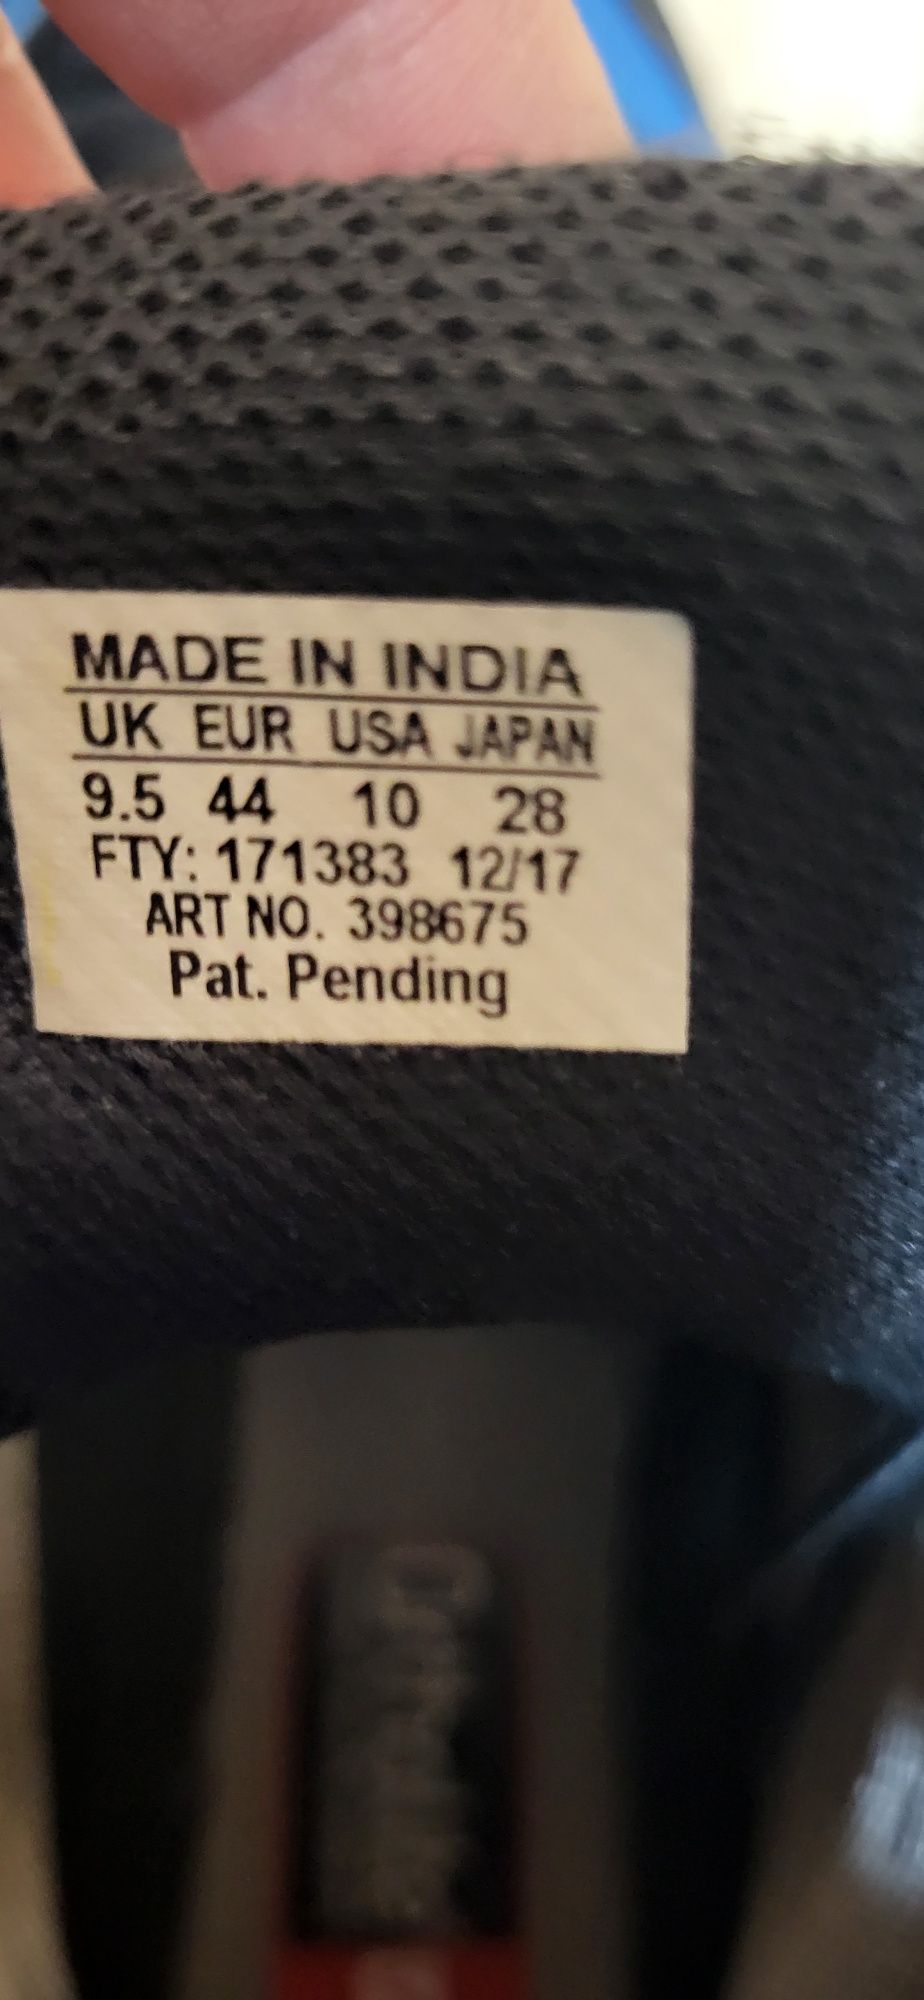 MADE IN INDIA
UK EUR USA JAPAN
9.5 44 10 28
FTY: 171383 12/17
ART NO. 398675
Pat. Pending